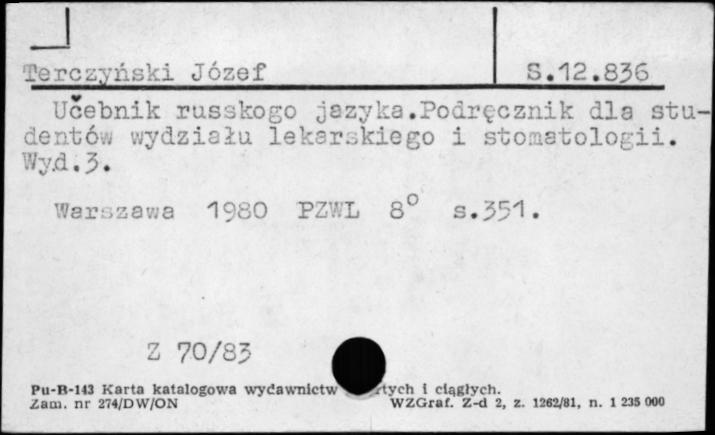 Terczyński Józef S.12.836
Učebnik russkogo jazyka.Podręcznik dla stu-
dentów wydziału lekarskiego i stomatologii.
Wyd.3.
Warszawa 1980 PZWL 8° s.351.
Z 70/83
Pu-B-143 Karta katalogowa wydawnictw rtych i ciągłych.
Zam. nr 274/DW/ON WZGraf. Z-d 2, z. 1262/81, n. 1 235 000